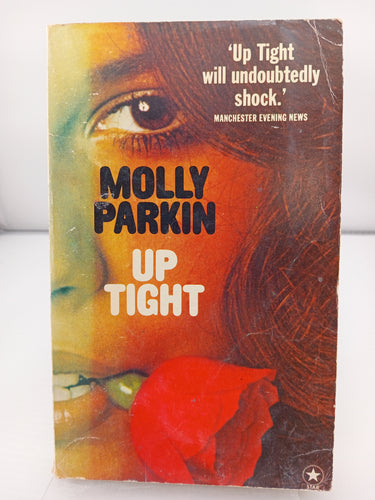 'Up Tight
will undoubtedly
shock.'
MANCHESTER EVENING NEWS
MOLLY
PARKIN
UP
TIGHT
STAR